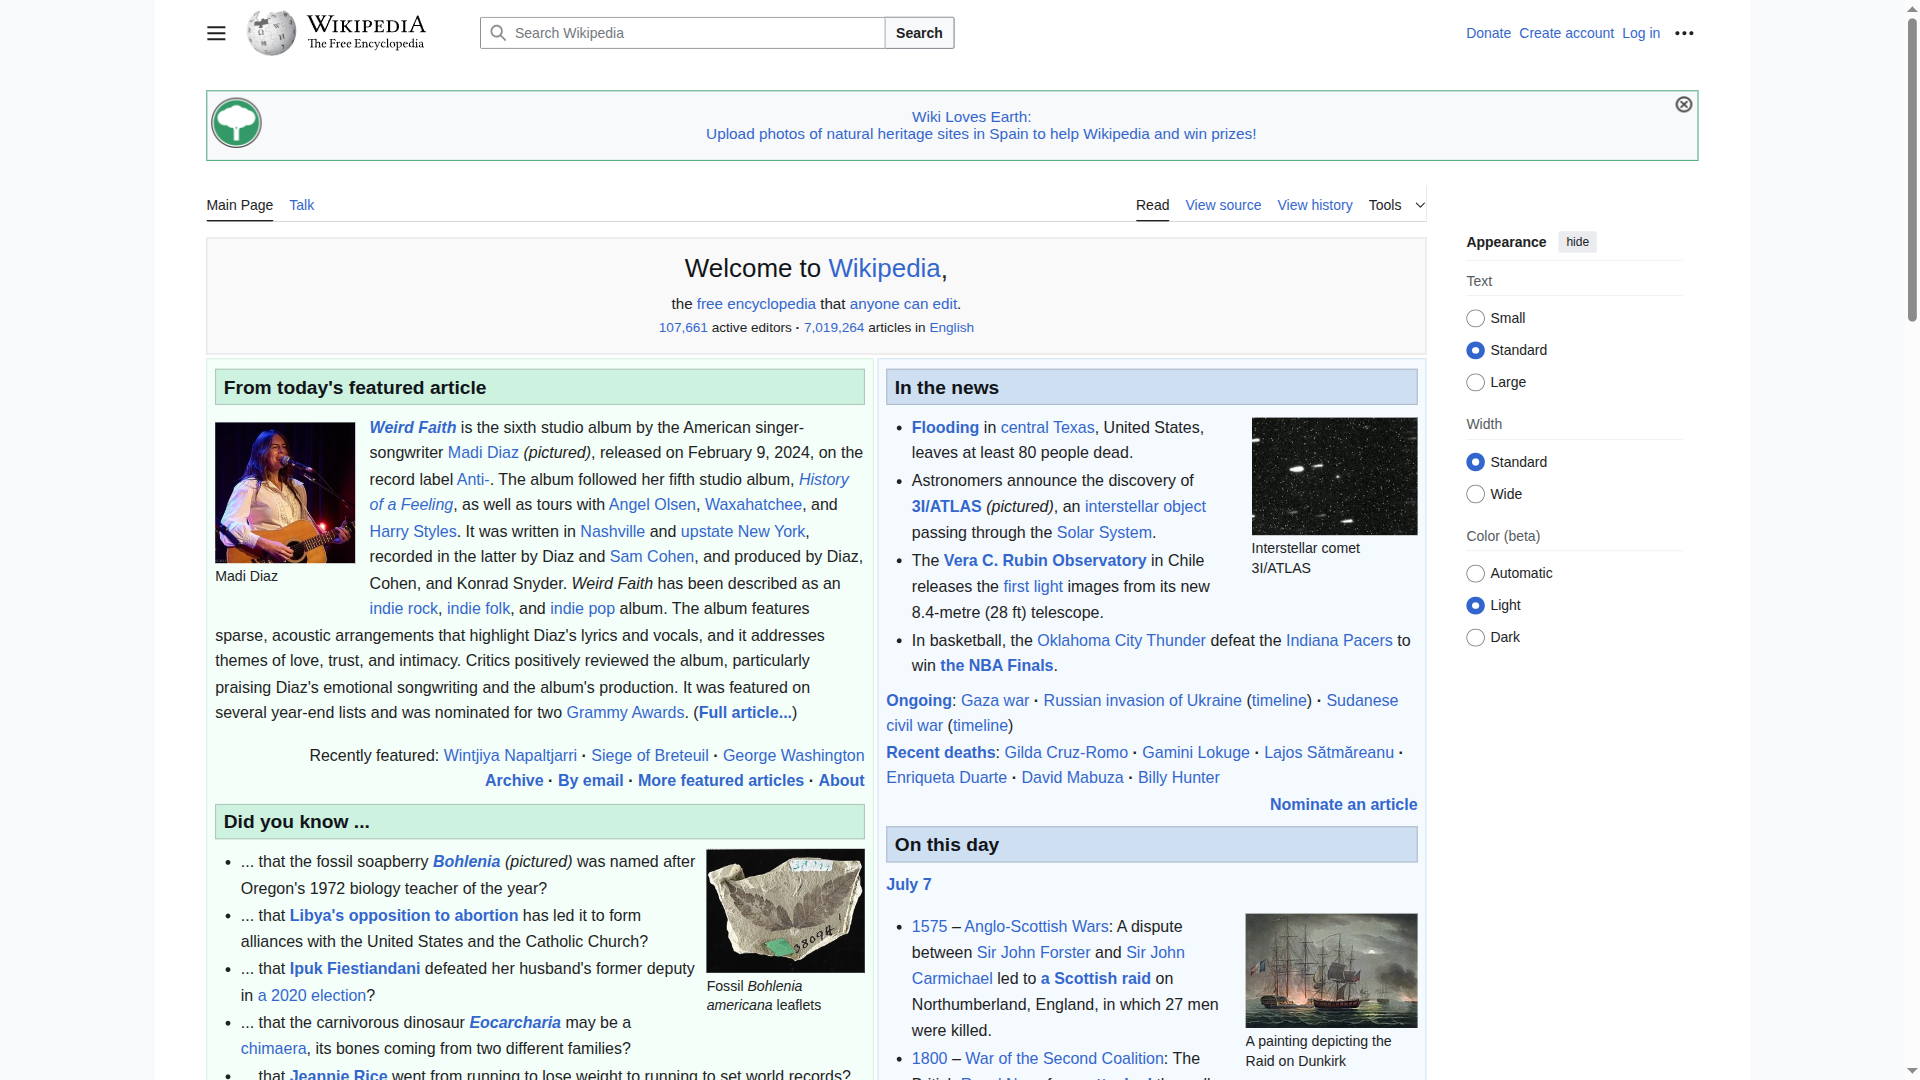 WIKIPEDIA
The Free Encyclopedia
Search Wikipedia
Search
Donate Create account Log in
Wiki Loves Earth:
Upload photos of natural heritage sites in Spain to help Wikipedia and win prizes!
Main Page Talk
Read View source View history Tools
Welcome to Wikipedia,
the free encyclopedia that anyone can edit.
107,661 active editors · 7,019,264 articles in English
From today's featured article
Madi Diaz
Weird Faith is the sixth studio album by the American singer-
songwriter Madi Diaz (pictured), released on February 9, 2024, on the
record label Anti-. The album followed her fifth studio album, History
of a Feeling, as well as tours with Angel Olsen, Waxahatchee, and
Harry Styles. It was written in Nashville and upstate New York,
recorded in the latter by Diaz and Sam Cohen, and produced by Diaz,
Cohen, and Konrad Snyder. Weird Faith has been described as an
indie rock, indie folk, and indie pop album. The album features
sparse, acoustic arrangements that highlight Diaz's lyrics and vocals, and it addresses
themes of love, trust, and intimacy. Critics positively reviewed the album, particularly
praising Diaz's emotional songwriting and the album's production. It was featured on
several year-end lists and was nominated for two Grammy Awards. (Full article...)
Recently featured: Wintjiya Napaltjarri · Siege of Breteuil · George Washington
Archive · By email · More featured articles · About
Did you know ...
... that the fossil soapberry Bohlenia (pictured) was named after
Oregon's 1972 biology teacher of the year?
... that Libya's opposition to abortion has led it to form
alliances with the United States and the Catholic Church?
... that Ipuk Fiestiandani defeated her husband's former deputy
in a 2020 election?
... that the carnivorous dinosaur Eocarcharia may be a
chimaera, its bones coming from two different families?
... that Jeannie Rice went from running to lose weight to running to set world records?
38094
Fossil Bohlenia
americana leaflets
In the news
Flooding in central Texas, United States,
leaves at least 80 people dead.
Astronomers announce the discovery of
3I/ATLAS (pictured), an interstellar object
passing through the Solar System.
The Vera C. Rubin Observatory in Chile
releases the first light images from its new
8.4-metre (28 ft) telescope.
In basketball, the Oklahoma City Thunder defeat the Indiana Pacers to
win the NBA Finals.
Interstellar comet
3I/ATLAS
Ongoing: Gaza war · Russian invasion of Ukraine (timeline) · Sudanese
civil war (timeline)
Recent deaths: Gilda Cruz-Romo · Gamini Lokuge · Lajos Sătmăreanu ·
Enriqueta Duarte · David Mabuza · Billy Hunter
Nominate an article
On this day
July 7
1575 – Anglo-Scottish Wars: A dispute
between Sir John Forster and Sir John
Carmichael led to a Scottish raid on
Northumberland, England, in which 27 men
were killed.
1800 – War of the Second Coalition: The
A painting depicting the
Raid on Dunkirk
Appearance hide
Text
Small
Standard
Large
Width
Standard
Wide
Color (beta)
Automatic
Light
Dark